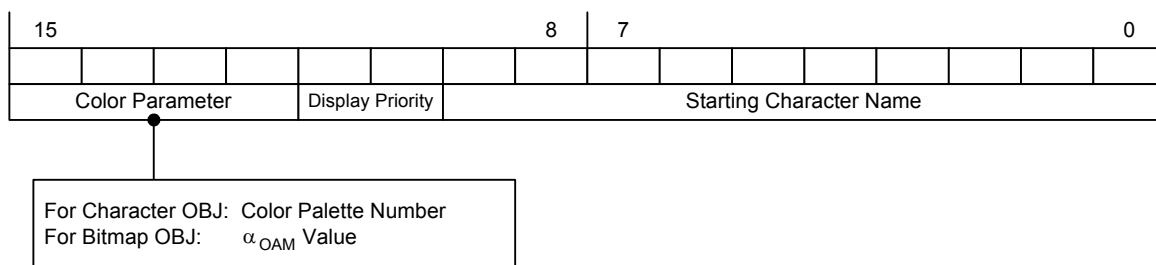 15 8 7 0
Color Parameter Display Priority Starting Character Name
For Character OBJ: Color Palette Number
For Bitmap OBJ: α OAM Value